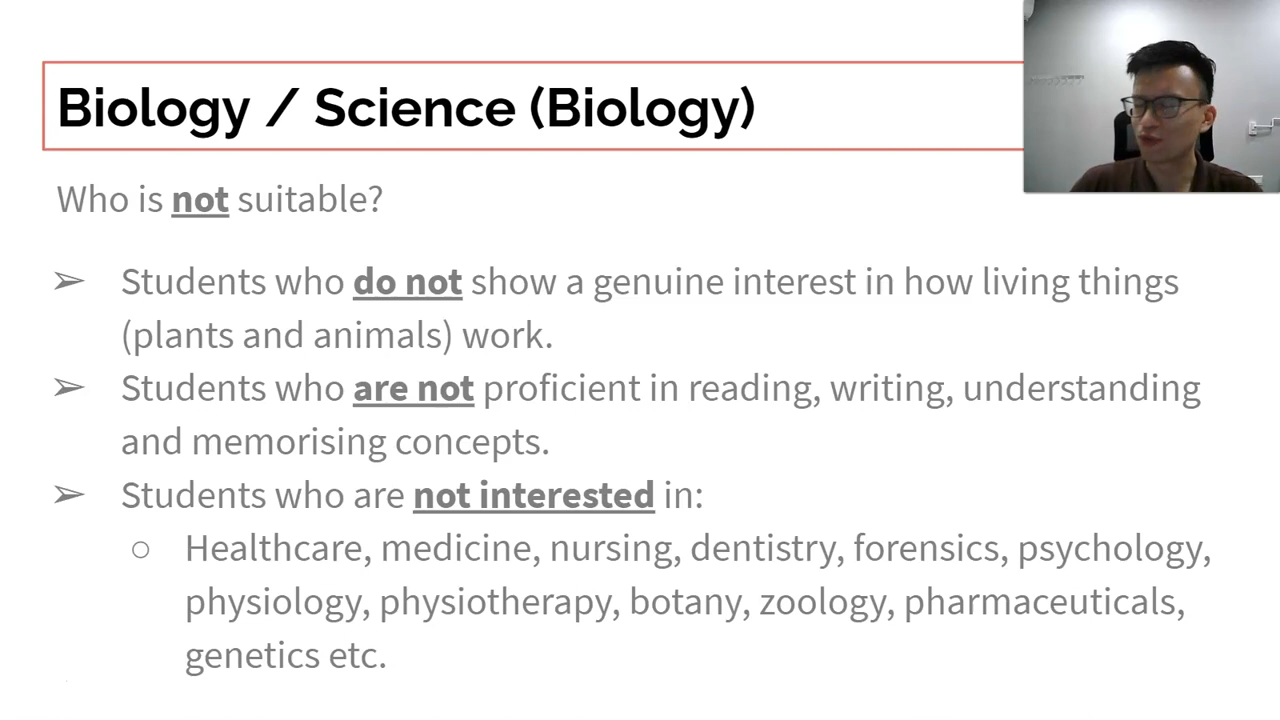 Biology / Science (Biology)
Who is not suitable?
➢ Students who do not show a genuine interest in how living things
(plants and animals) work.
➢ Students who are not proficient in reading, writing, understanding
and memorising concepts.
➢ Students who are not interested in:
○ Healthcare, medicine, nursing, dentistry, forensics, psychology,
physiology, physiotherapy, botany, zoology, pharmaceuticals,
genetics etc.